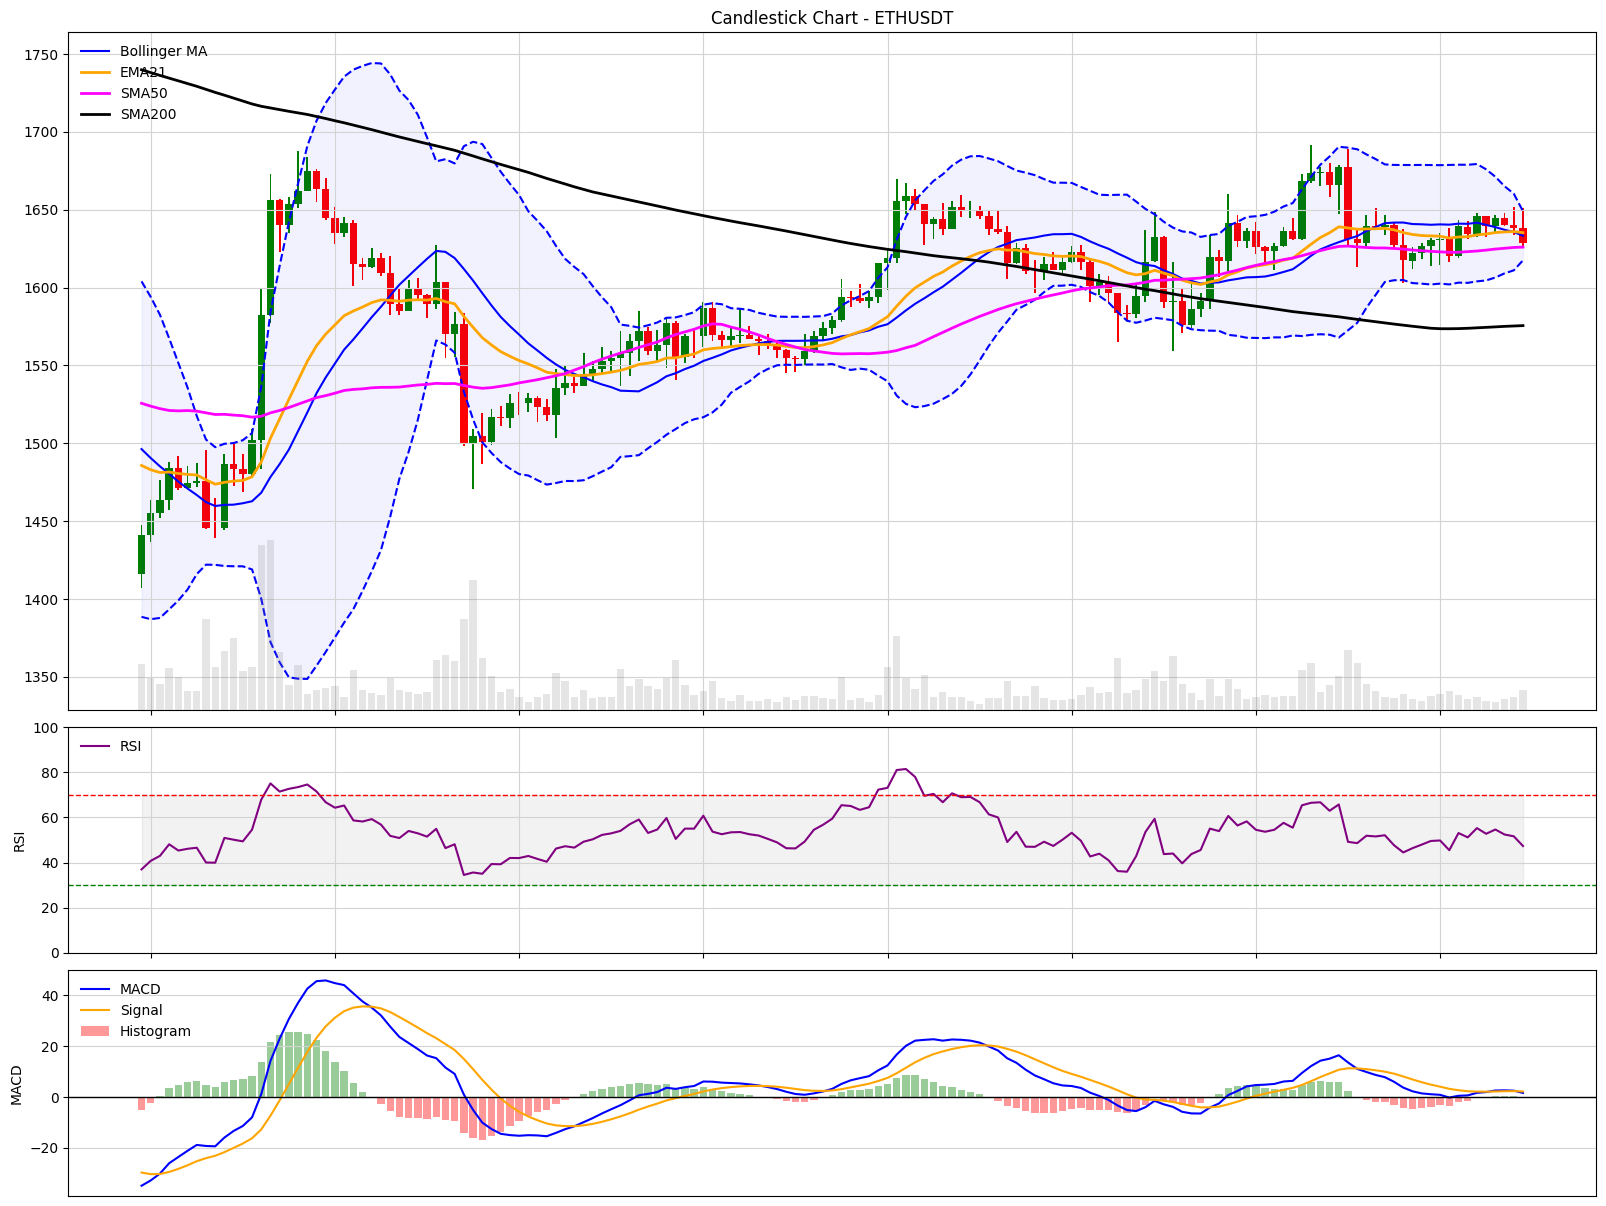 Candlestick Chart - ETHUSDT
Bollinger MA
EMA21
SMA50
SMA200
1750
1700
1650
1600
1550
1500
1450
1400
1350
RSI
100
80
60
40
20
0
RSI
MACD
Signal
Histogram
40
20
0
−20
MACD